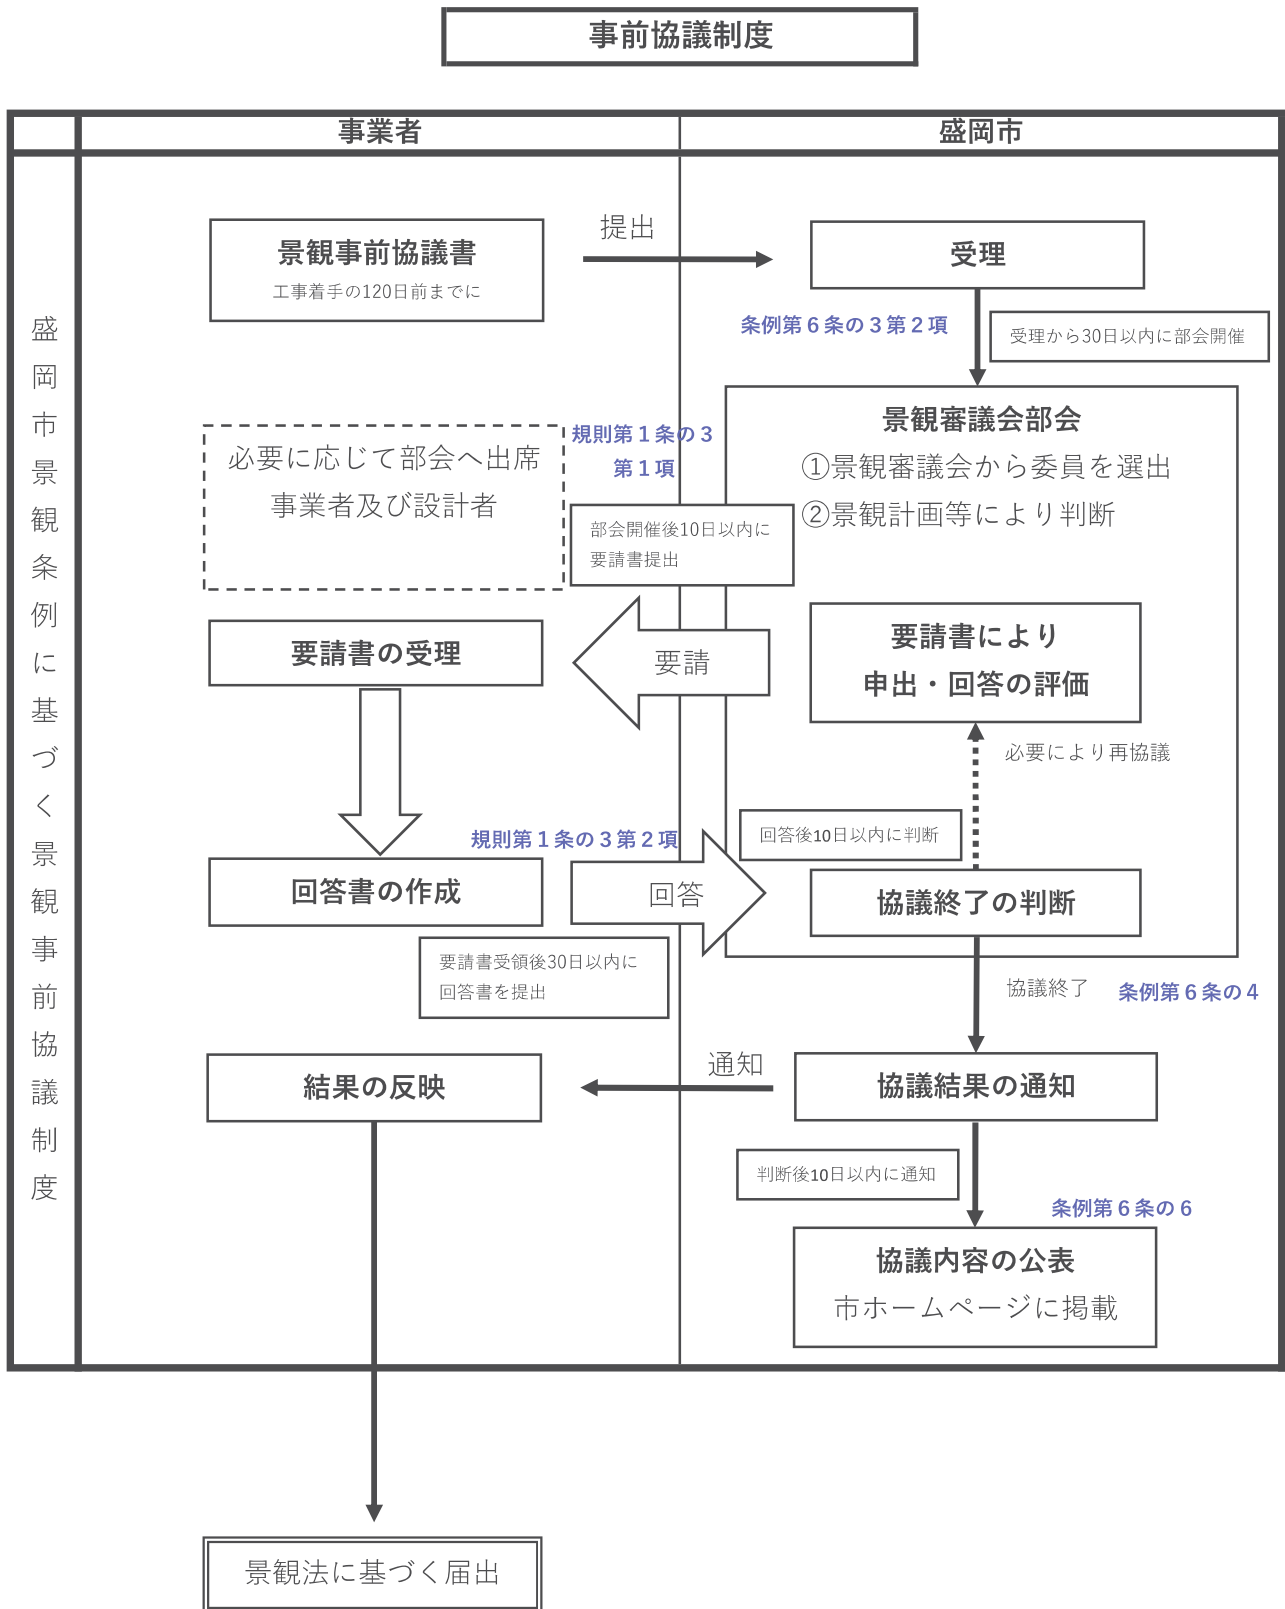 事前協議制度
事業者
盛岡市
盛岡市景観条例に基づく景観事前協議制度
景観事前協議書
工事着手の120日前までに
提出
受理
条例第６条の３第２項
受理から30日以内に部会開催
景観審議会部会
①景観審議会から委員を選出
②景観計画等により判断
必要に応じて部会へ出席
事業者及び設計者
規則第１条の３
第１項
部会開催後10日以内に
要請書提出
要請書により
申出・回答の評価
要請
要請書の受理
必要により再協議
回答後10日以内に判断
規則第１条の３第２項
回答書の作成
回答
協議終了の判断
要請書受領後30日以内に
回答書を提出
協議終了
条例第６条の４
結果の反映
通知
協議結果の通知
判断後10日以内に通知
条例第６条の６
協議内容の公表
市ホームページに掲載
景観法に基づく届出